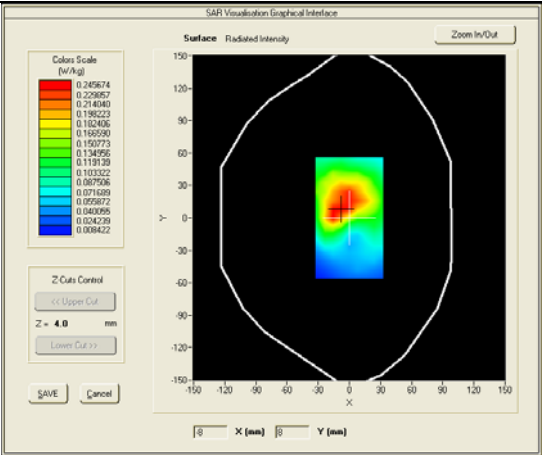 SAR Visualisation Graphical Interface
Surface Radiated Intensity
Zoom In/Out
Colors Scale
(W/kg)
0.245674
0.229857
0.214040
0.198223
0.182406
0.166590
0.150773
0.134956
0.119139
0.103322
0.087506
0.071689
0.055872
0.040055
0.024239
0.008422
Z-Cuts Control
<< Upper Cut
Z = 4.0 mm
Lower Cut >>
SAVE Cancel
150
120
90
60
30
0
-30
-60
-90
-120
-150
Y
-150 -120 -90 -60 -30 0 30 60 90 120 150
X
-8 X (mm) 8 Y (mm)